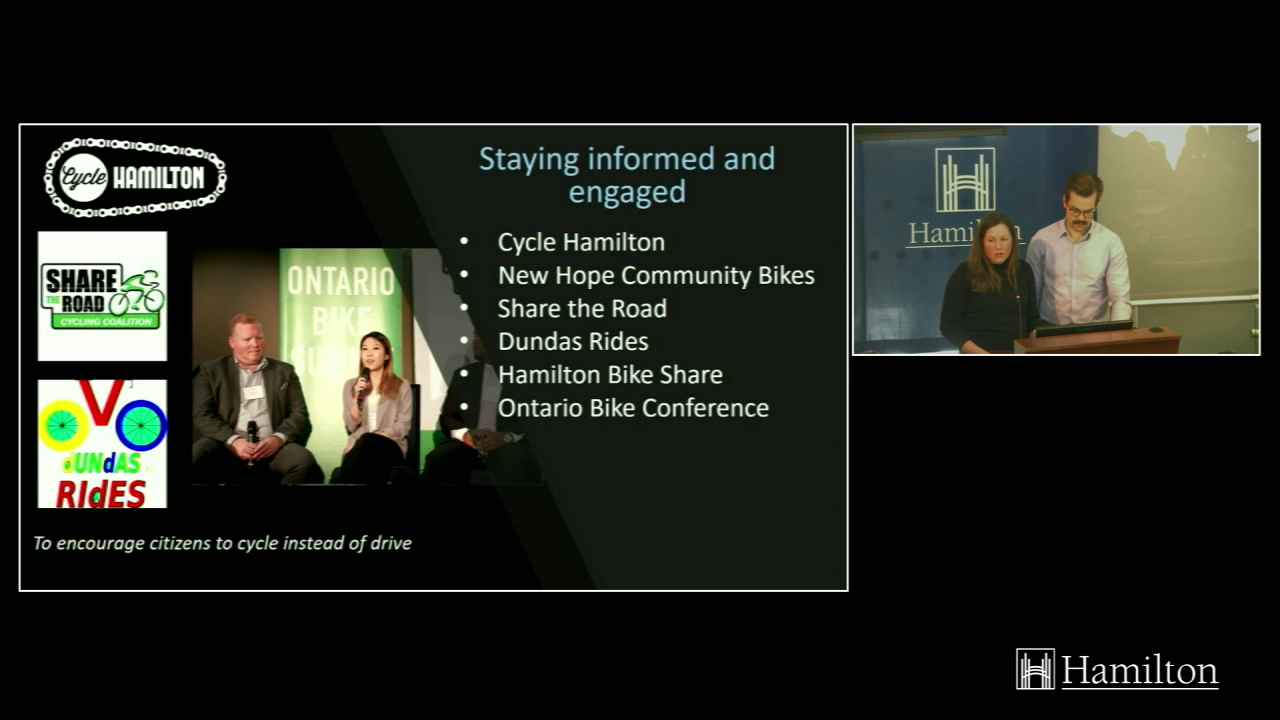 Cycle HAMILTON
SHARE
THE ROAD
CYCLING COALITION
dUNdAS
RIdES
ONTARIO
BIKE
SUMMIT
Staying informed and
engaged
• Cycle Hamilton
• New Hope Community Bikes
• Share the Road
• Dundas Rides
• Hamilton Bike Share
• Ontario Bike Conference
To encourage citizens to cycle instead of drive
Hamilton
Hamilton